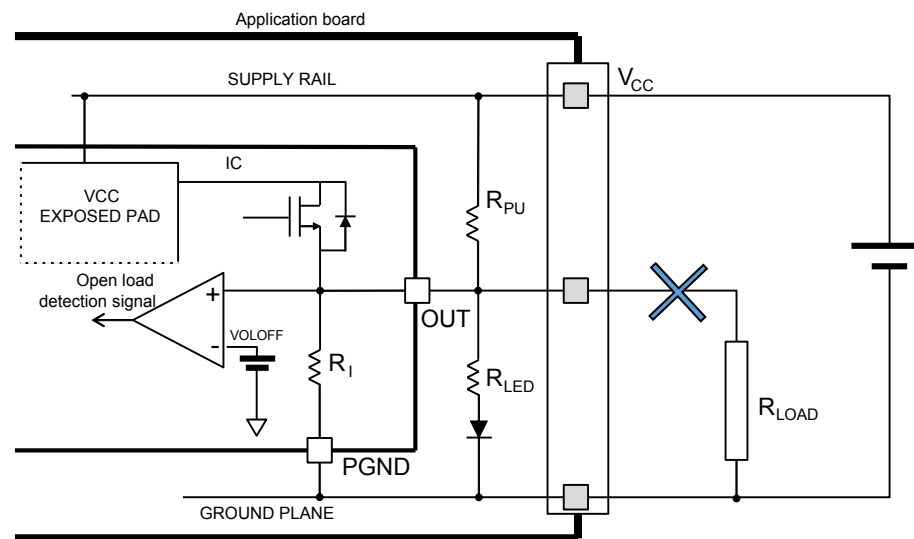 Application board
SUPPLY RAIL
VCC
IC
VCC
EXPOSED PAD
RPU
Open load
detection signal
+
-
VOLOFF
OUT
RI
RLED
RLOAD
PGND
GROUND PLANE